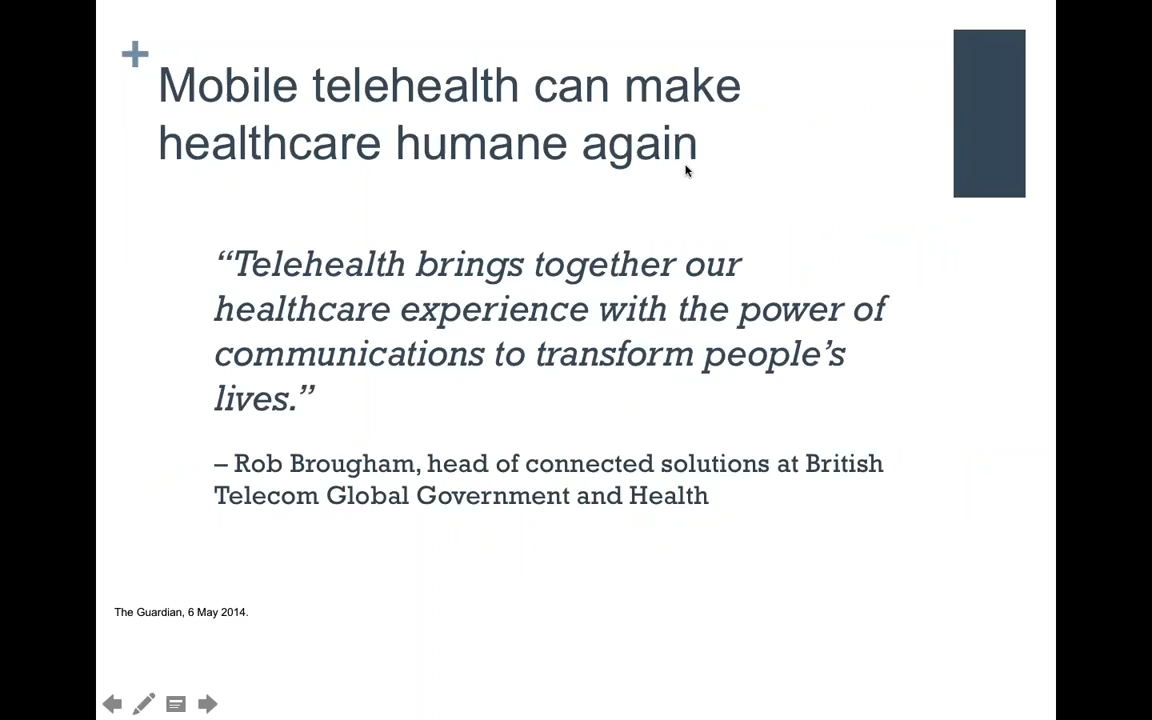 +
Mobile telehealth can make
healthcare humane again
“Telehealth brings together our
healthcare experience with the power of
communications to transform people’s
lives.”
– Rob Brougham, head of connected solutions at British
Telecom Global Government and Health
The Guardian, 6 May 2014.